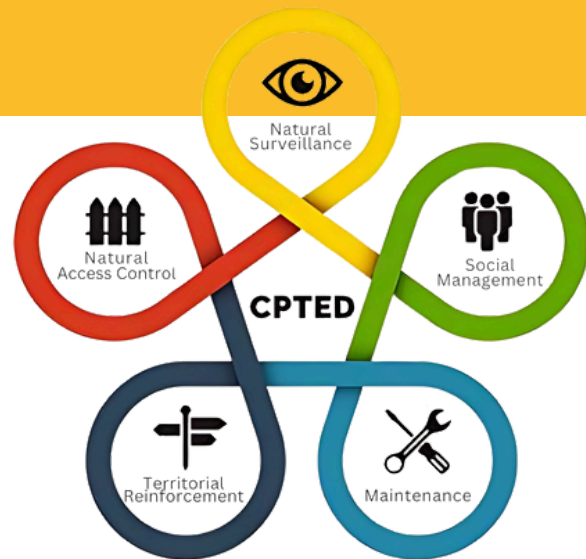 Natural
Surveillance
Natural
Access Control
Social
Management
CPTED
Territorial
Reinforcement
Maintenance